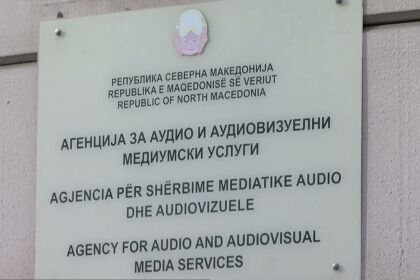 РЕПУБЛИКА СЕВЕРНА МАКЕДОНИЈА
REPUBLIKA E MAQEDONISË SË VERIUT
REPUBLIC OF NORTH MACEDONIA
АГЕНЦИЈА ЗА АУДИО И АУДИОВИЗУЕЛНИ
МЕДИУМСКИ УСЛУГИ
AGJENCIA PËR SHËRBIME MEDIATIKE AUDIO
DHE AUDIOVIZUELE
AGENCY FOR AUDIO AND AUDIOVISUAL
MEDIA SERVICES